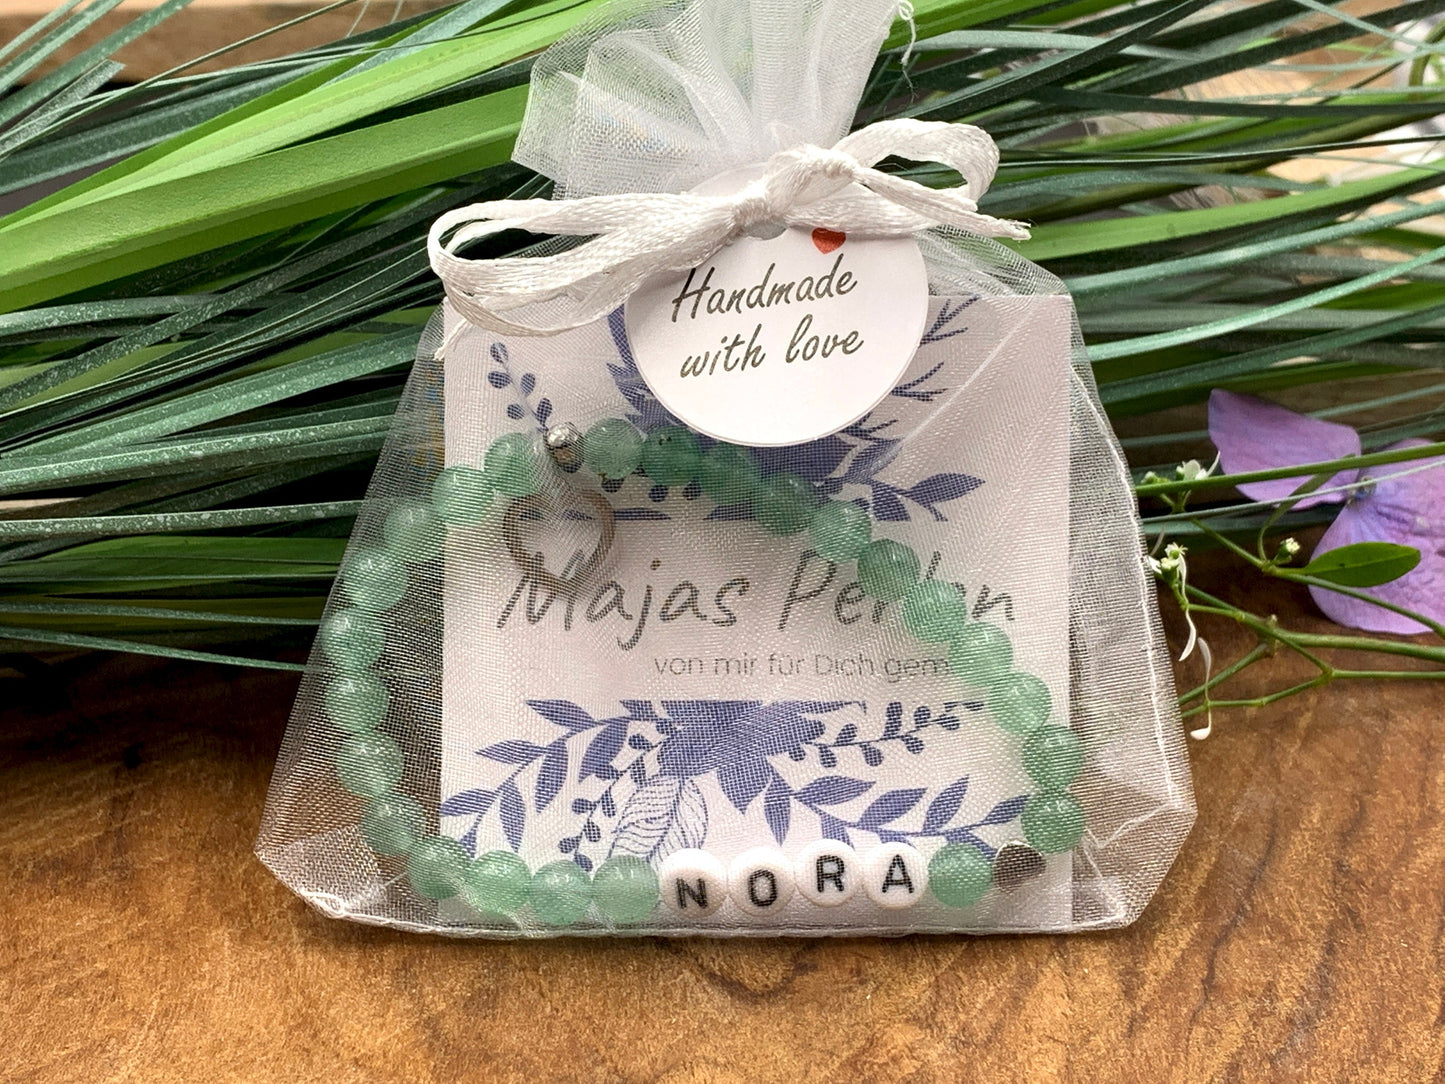 Handmade
with love
Majas Perlen
von mir für Dich gem
NORA